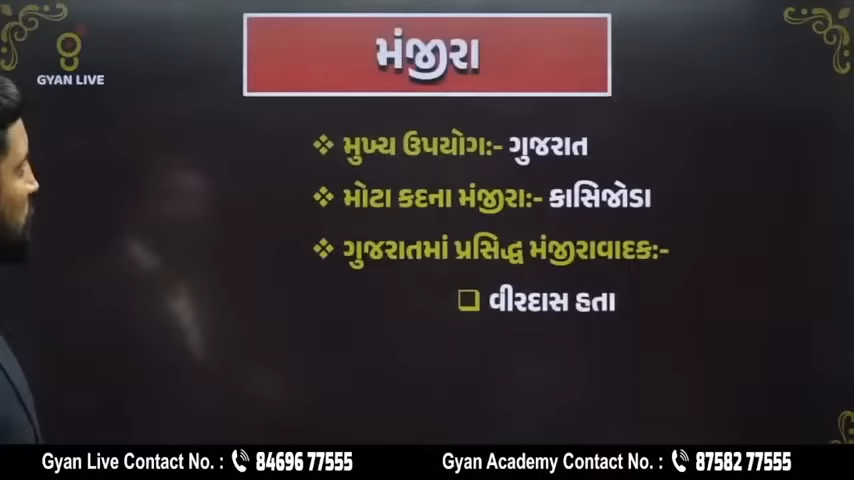 GYAN LIVE
મંજીરા
❖ મુખ્ય ઉપયોગ:- ગુજરાત
❖ મોટા કદના મંજીરા:- કાસિજોડા
❖ ગુજરાતમાં પ્રસિદ્ધ મંજીરાવાદક:-
❑ વીરદાસ હતા
Gyan Live Contact No. : 84696 77555 Gyan Academy Contact No. : 87582 77555